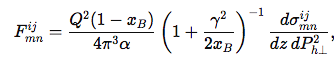 $F_{mn}^{ij} = \frac{Q^2(1-x_B)}{4\pi^3\alpha} \left(1 + \frac{\gamma^2}{2x_B}\right)^{-1} \frac{d\sigma_{mn}^{ij}}{dz\,dP_{h\perp}^2},$